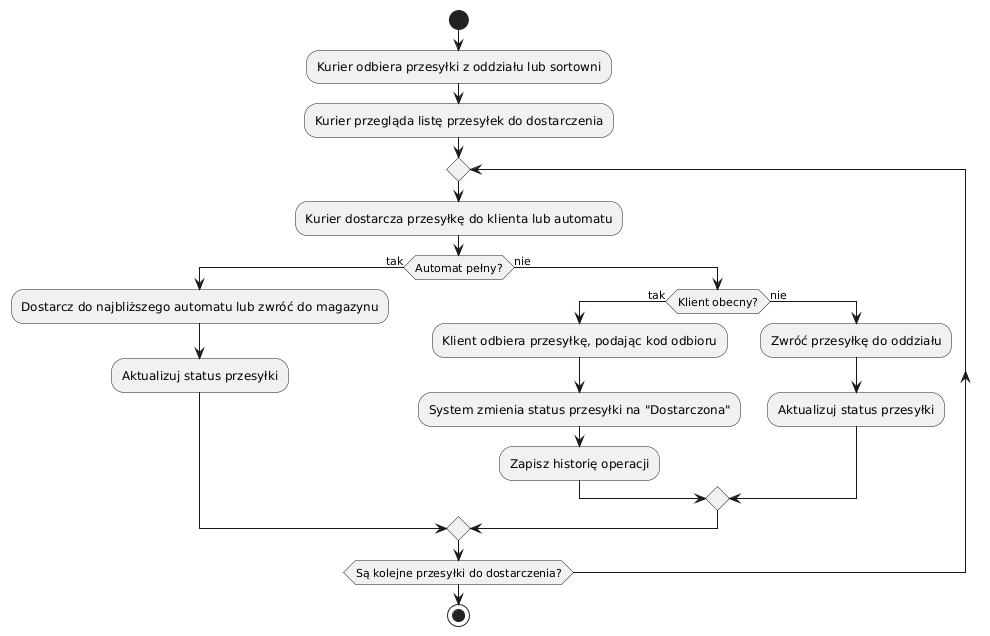 Kurier odbiera przesyłki z oddziału lub sortowni
Kurier przegląda listę przesyłek do dostarczenia
Kurier dostarcza przesyłkę do klienta lub automatu
tak
Automat pełny?
nie
Dostarcz do najbliższego automatu lub zwróć do magazynu
Aktualizuj status przesyłki
tak
Klient obecny?
nie
Klient odbiera przesyłkę, podając kod odbioru
System zmienia status przesyłki na "Dostarczona"
Zapisz historię operacji
Zwróć przesyłkę do oddziału
Aktualizuj status przesyłki
Są kolejne przesyłki do dostarczenia?